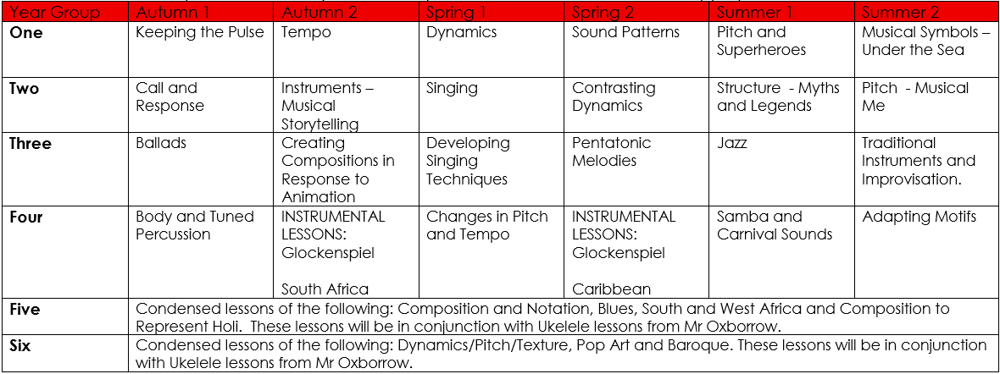 Year Group Autumn 1 Autumn 2 Spring 1 Spring 2 Summer 1 Summer 2
One Keeping the Pulse Tempo Dynamics Sound Patterns Pitch and Musical Symbols –
Superheroes Under the Sea
Two Call and Instruments – Singing Contrasting Structure  - Myths Pitch  - Musical
Response Musical Dynamics and Legends Me
Storytelling
Three Ballads Creating Developing Pentatonic Jazz Traditional
Compositions in Singing Melodies Instruments and
Response to Techniques Improvisation.
Animation
Four Body and Tuned INSTRUMENTAL Changes in Pitch INSTRUMENTAL Samba and Adapting Motifs
Percussion LESSONS: and Tempo LESSONS: Carnival Sounds
Glockenspiel Glockenspiel
South Africa Caribbean
Five Condensed lessons of the following: Composition and Notation, Blues, South and West Africa and Composition to
Represent Holi.  These lessons will be in conjunction with Ukelele lessons from Mr Oxborrow.
Six Condensed lessons of the following: Dynamics/Pitch/Texture, Pop Art and Baroque. These lessons will be in conjunction
with Ukelele lessons from Mr Oxborrow.